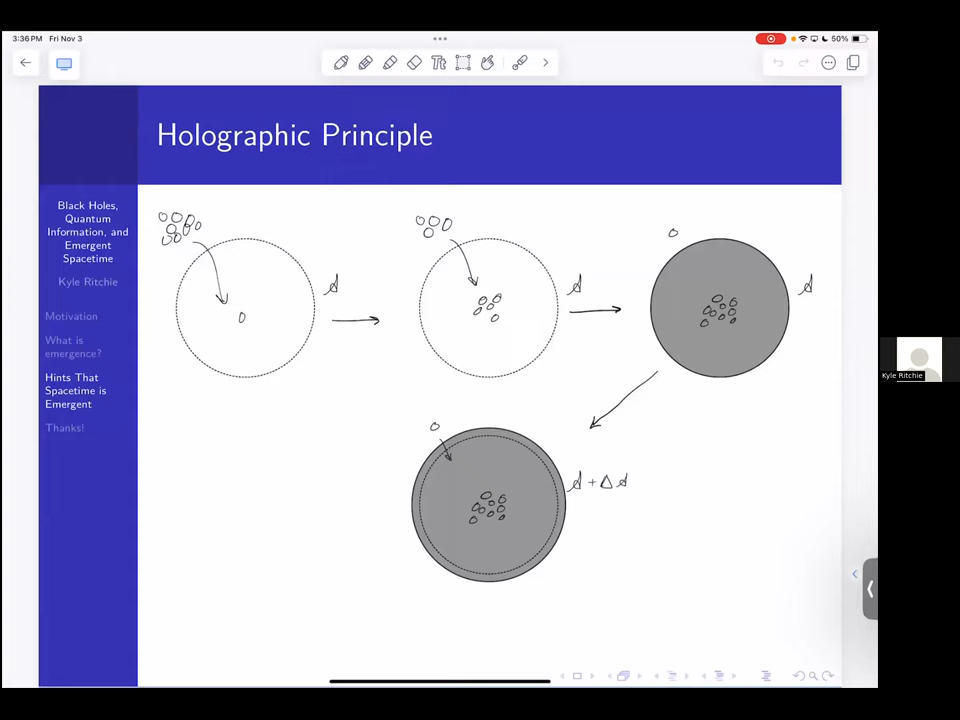 3:36 PM Fri Nov 3
50%
Tt
Holographic Principle
Black Holes,
Quantum
Information, and
Emergent
Spacetime
Kyle Ritchie
Motivation
What is
emergence?
Hints That
Spacetime is
Emergent
Thanks!
A
A
A
A + Δ A
Kyle Ritchie